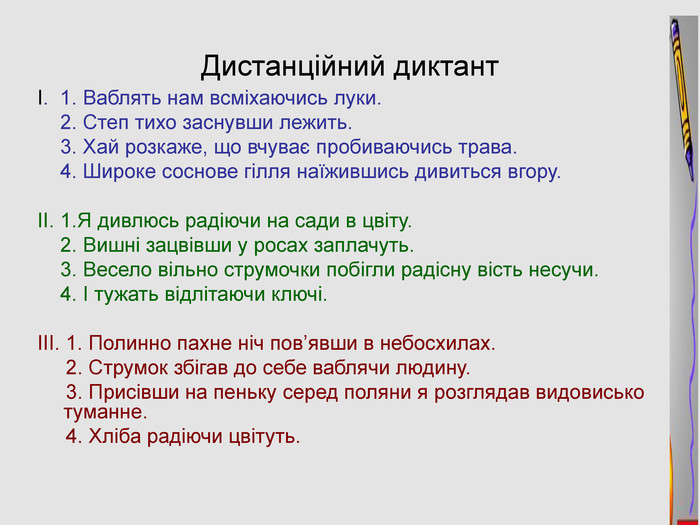 Дистанційний диктант
І. 1. Ваблять нам всміхаючись луки.
2. Степ тихо заснувши лежить.
3. Хай розкаже, що вчуває пробиваючись трава.
4. Широке соснове гілля наїжившись дивиться вгору.
ІІ. 1.Я дивлюсь радіючи на сади в цвіту.
2. Вишні зацвівши у росах заплачуть.
3. Весело вільно струмочки побігли радісну вість несучи.
4. І тужать відлітаючи ключі.
ІІІ. 1. Полинно пахне ніч пов’явши в небосхилах.
2. Струмок збігав до себе ваблячи людину.
3. Присівши на пеньку серед поляни я розглядав видовисько
туманне.
4. Хліба радіючи цвітуть.